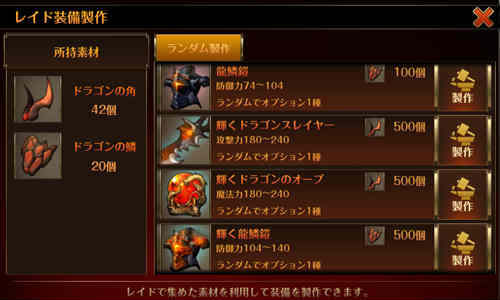 レイド装備製作
所持素材
ドラゴンの角
42個
ドラゴンの鱗
20個
ランダム製作
龍鱗鎧
100個
防御力74～104
ランダムでオプション1種
製作
輝くドラゴンスレイヤー
500個
攻撃力180～240
ランダムでオプション1種
製作
輝くドラゴンのオーブ
500個
魔法力180～240
ランダムでオプション1種
製作
輝く龍鱗鎧
500個
防御力104～140
ランダムでオプション1種
製作
レイドで集めた素材を利用して装備を製作できます。